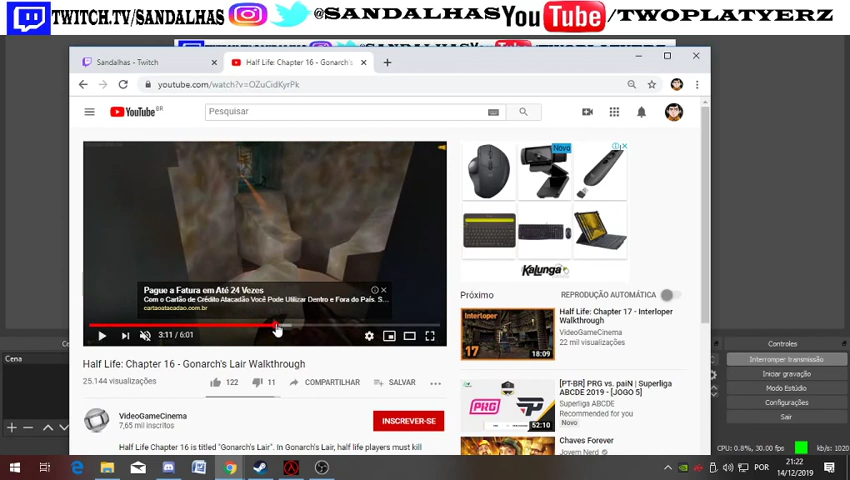 TWITCH.TV/SANDALHAS @SANDALHAS YouTube/TWOPLATYERZ
Sandalhas - Twitch
Half Life: Chapter 16 - Gonarch's
youtube.com/watch?v=OZuCidKyrPk
YouTube BR
Pesquisar
Novo
Pague a Fatura em Até 24 Vezes
Com o Cartão de Crédito Atacadão Você Pode Utilizar Dentro e Fora do País. S...
cartaoatacadao.com.br
3:11 / 6:01
Kalunga
Próximo
REPRODUÇÃO AUTOMÁTICA
Half Life: Chapter 17 - Interloper Walkthrough
VideoGameCinema
22 mil visualizações
Interloper
17
18:09
Half Life: Chapter 16 - Gonarch's Lair Walkthrough
25.144 visualizações
122
11
COMPARTILHAR
SALVAR
VideoGameCinema
7,65 mil inscritos
INSCREVER-SE
Half Life Chapter 16 is titled "Gonarch's Lair". In Gonarch's Lair, half life players must kill
[PT-BR] PRG vs. paiN | Superliga
ABCDE 2019 - [JOGO 5]
Superliga ABCDE
Recommended for you
Novo
PRG
52:10
Chaves Forever
Jovem Nerd
Cena
Controles
Interromper transmissão
Iniciar gravação
Modo Estúdio
Configurações
Sair
CPU: 0.8%, 30.00 fps
kb/s: 1020
POR
21:22
14/12/2019